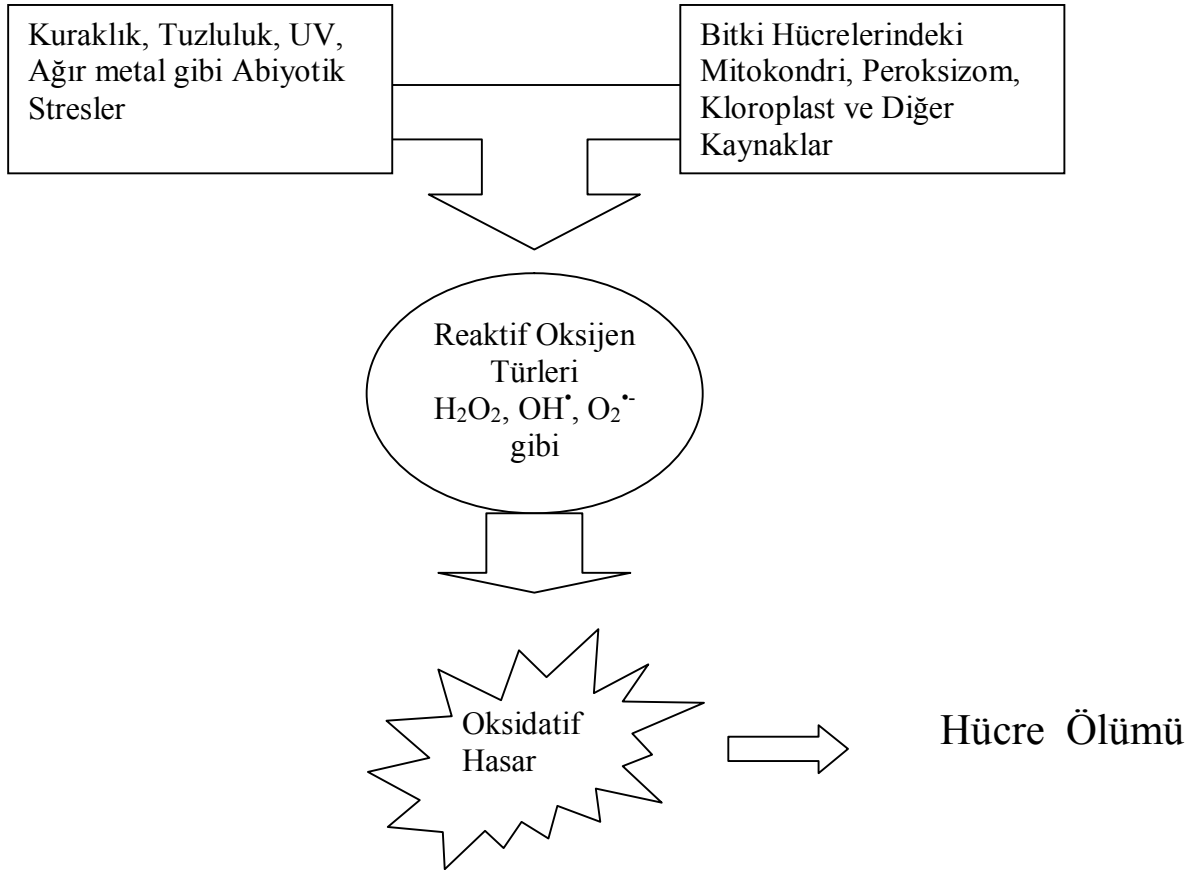 Kuraklık, Tuzluluk, UV,
Ağır metal gibi Abiyotik
Stresler
Bitki Hücrelerindeki
Mitokondri, Peroksizom,
Kloroplast ve Diğer
Kaynaklar
Reaktif Oksijen
Türleri
H₂O₂, OH•, O₂•-
gibi
Oksidatif
Hasar
Hücre Ölümü